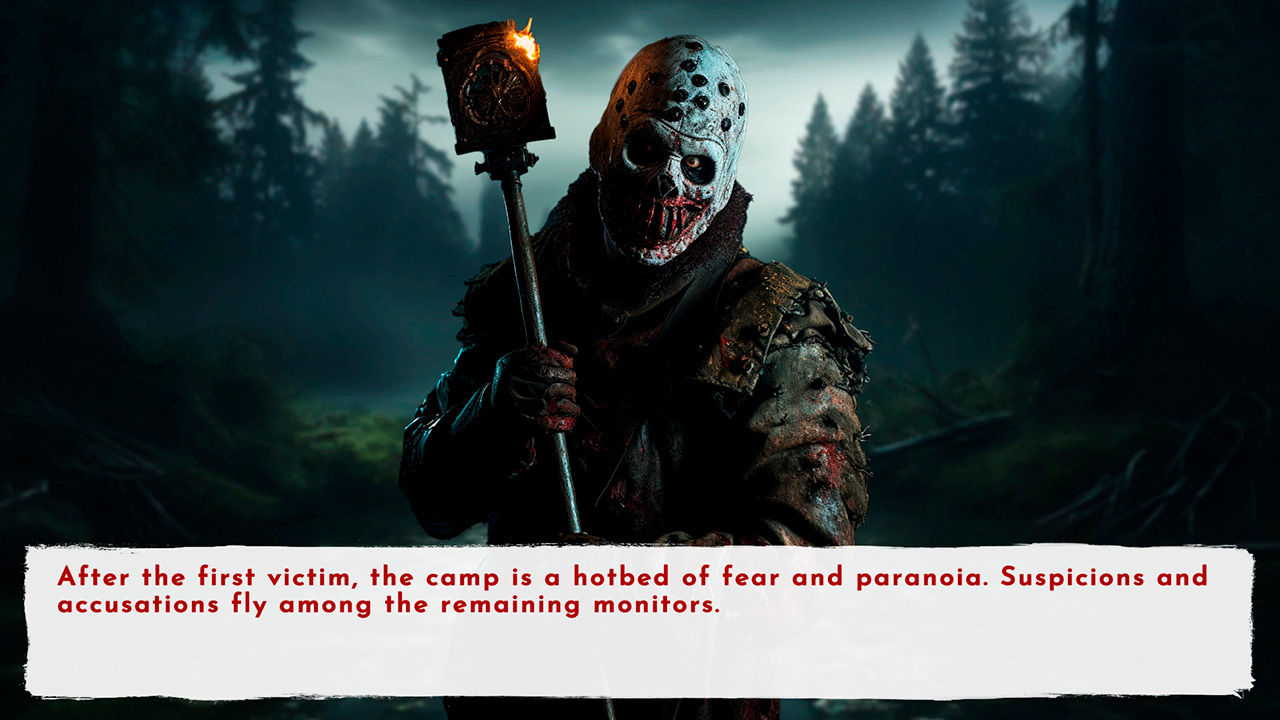 After the first victim, the camp is a hotbed of fear and paranoia. Suspicions and
accusations fly among the remaining monitors.